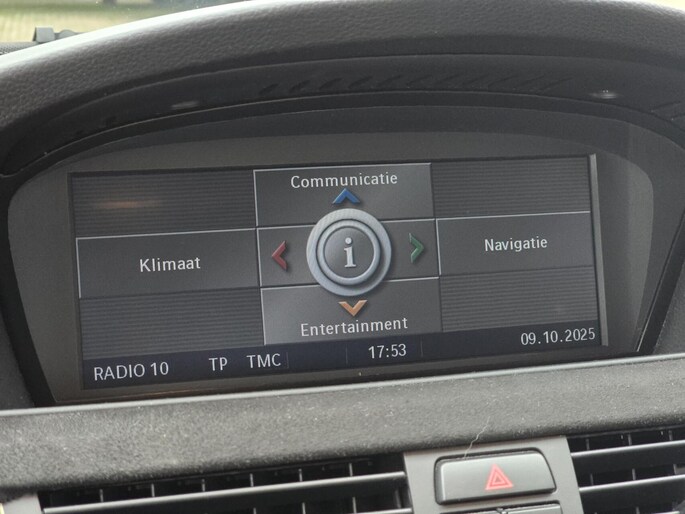 Communicatie
Klimaat
i
Navigatie
Entertainment
RADIO 10 TP TMC 17:53 09.10.2025